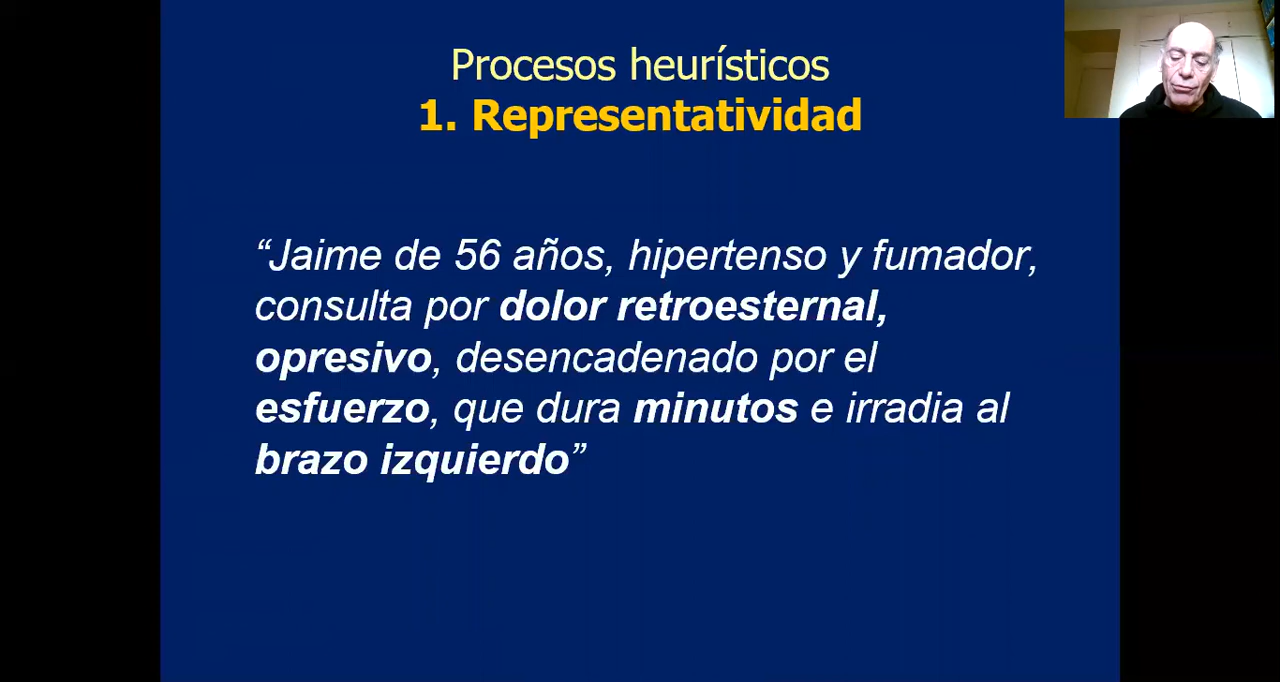 Procesos heurísticos
1. Representatividad
“Jaime de 56 años, hipertenso y fumador,
consulta por dolor retroesternal,
opresivo, desencadenado por el
esfuerzo, que dura minutos e irradia al
brazo izquierdo”